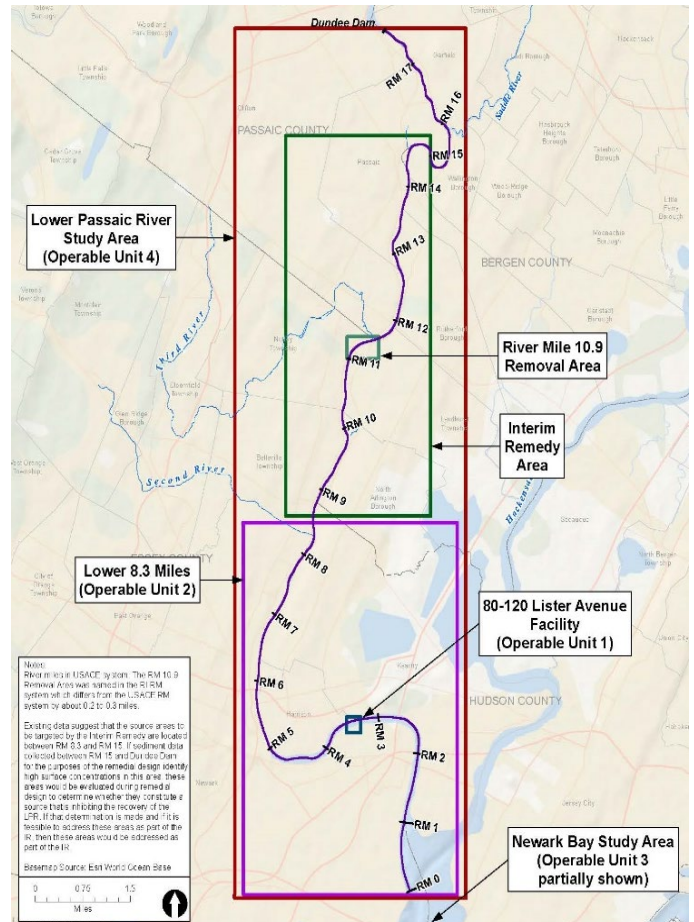 Dundee Dam
RM 17
RM 16
Saddle River
PASSAIC COUNTY
Clifton
Passaic
RM 15
RM 14
Lower Passaic River
Study Area
(Operable Unit 4)
RM 13
BERGEN COUNTY
Third River
RM 12
River Mile 10.9
Removal Area
RM 11
RM 10
Interim
Remedy
Area
RM 9
Second River
RM 8
Lower 8.3 Miles
(Operable Unit 2)
RM 7
80-120 Lister Avenue
Facility
(Operable Unit 1)
RM 6
HUDSON COUNTY
RM 5
RM 4
RM 3
RM 2
Newark
Jersey City
RM 1
RM 0
Newark Bay Study Area
(Operable Unit 3
partially shown)
Notes
River miles in USACE system. The RM 10.9
Removal Area was named in the RI RM
system which differs from the USACE RM
system by about 0.2 to 0.3 miles.
Existing data suggest that the source areas to
be targeted by the Interim Remedy are located
between RM 8.3 and RM 15. If sediment data
collected between RM 15 and Dundee Dam
for the purposes of the remedial design identify
high surface concentrations in this area, these
areas would be evaluated during remedial
design to determine whether they constitute a
source that is inhibiting the recovery of the
LPR. If that determination is made and if it is
feasible to address these areas as part of the
IR, then these areas would be addressed as
part of the IR.
Basemap Source: Esri World Ocean Base
0 0.75 1.5
Miles